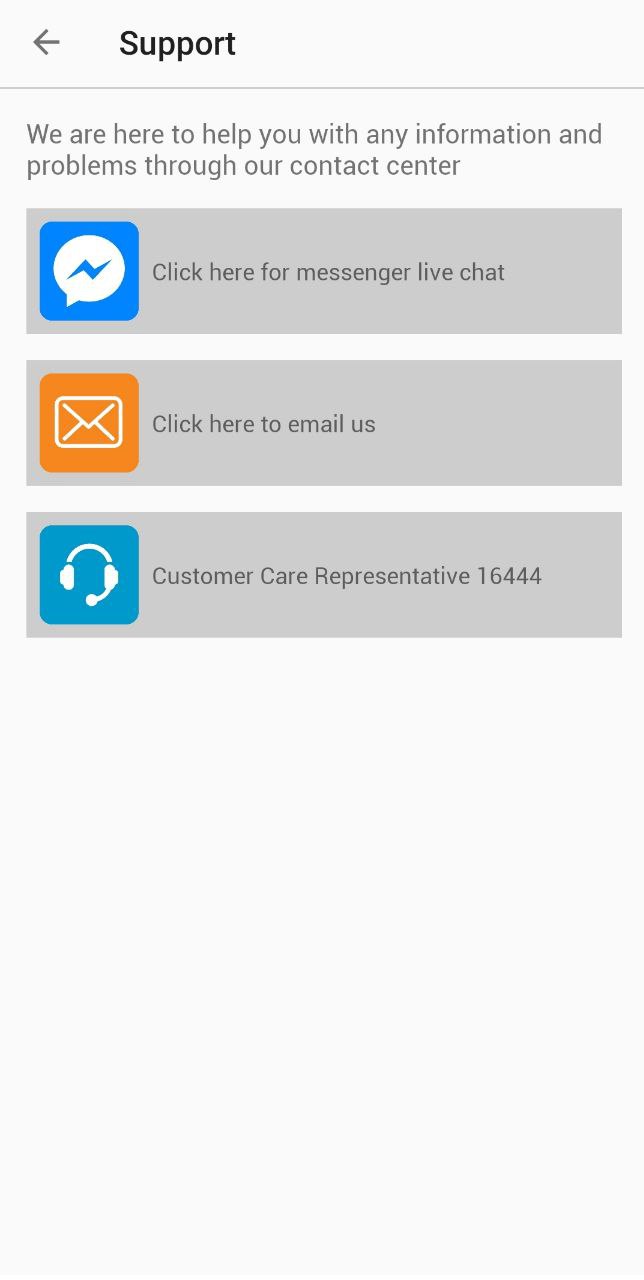 Support
We are here to help you with any information and
problems through our contact center
Click here for messenger live chat
Click here to email us
Customer Care Representative 16444